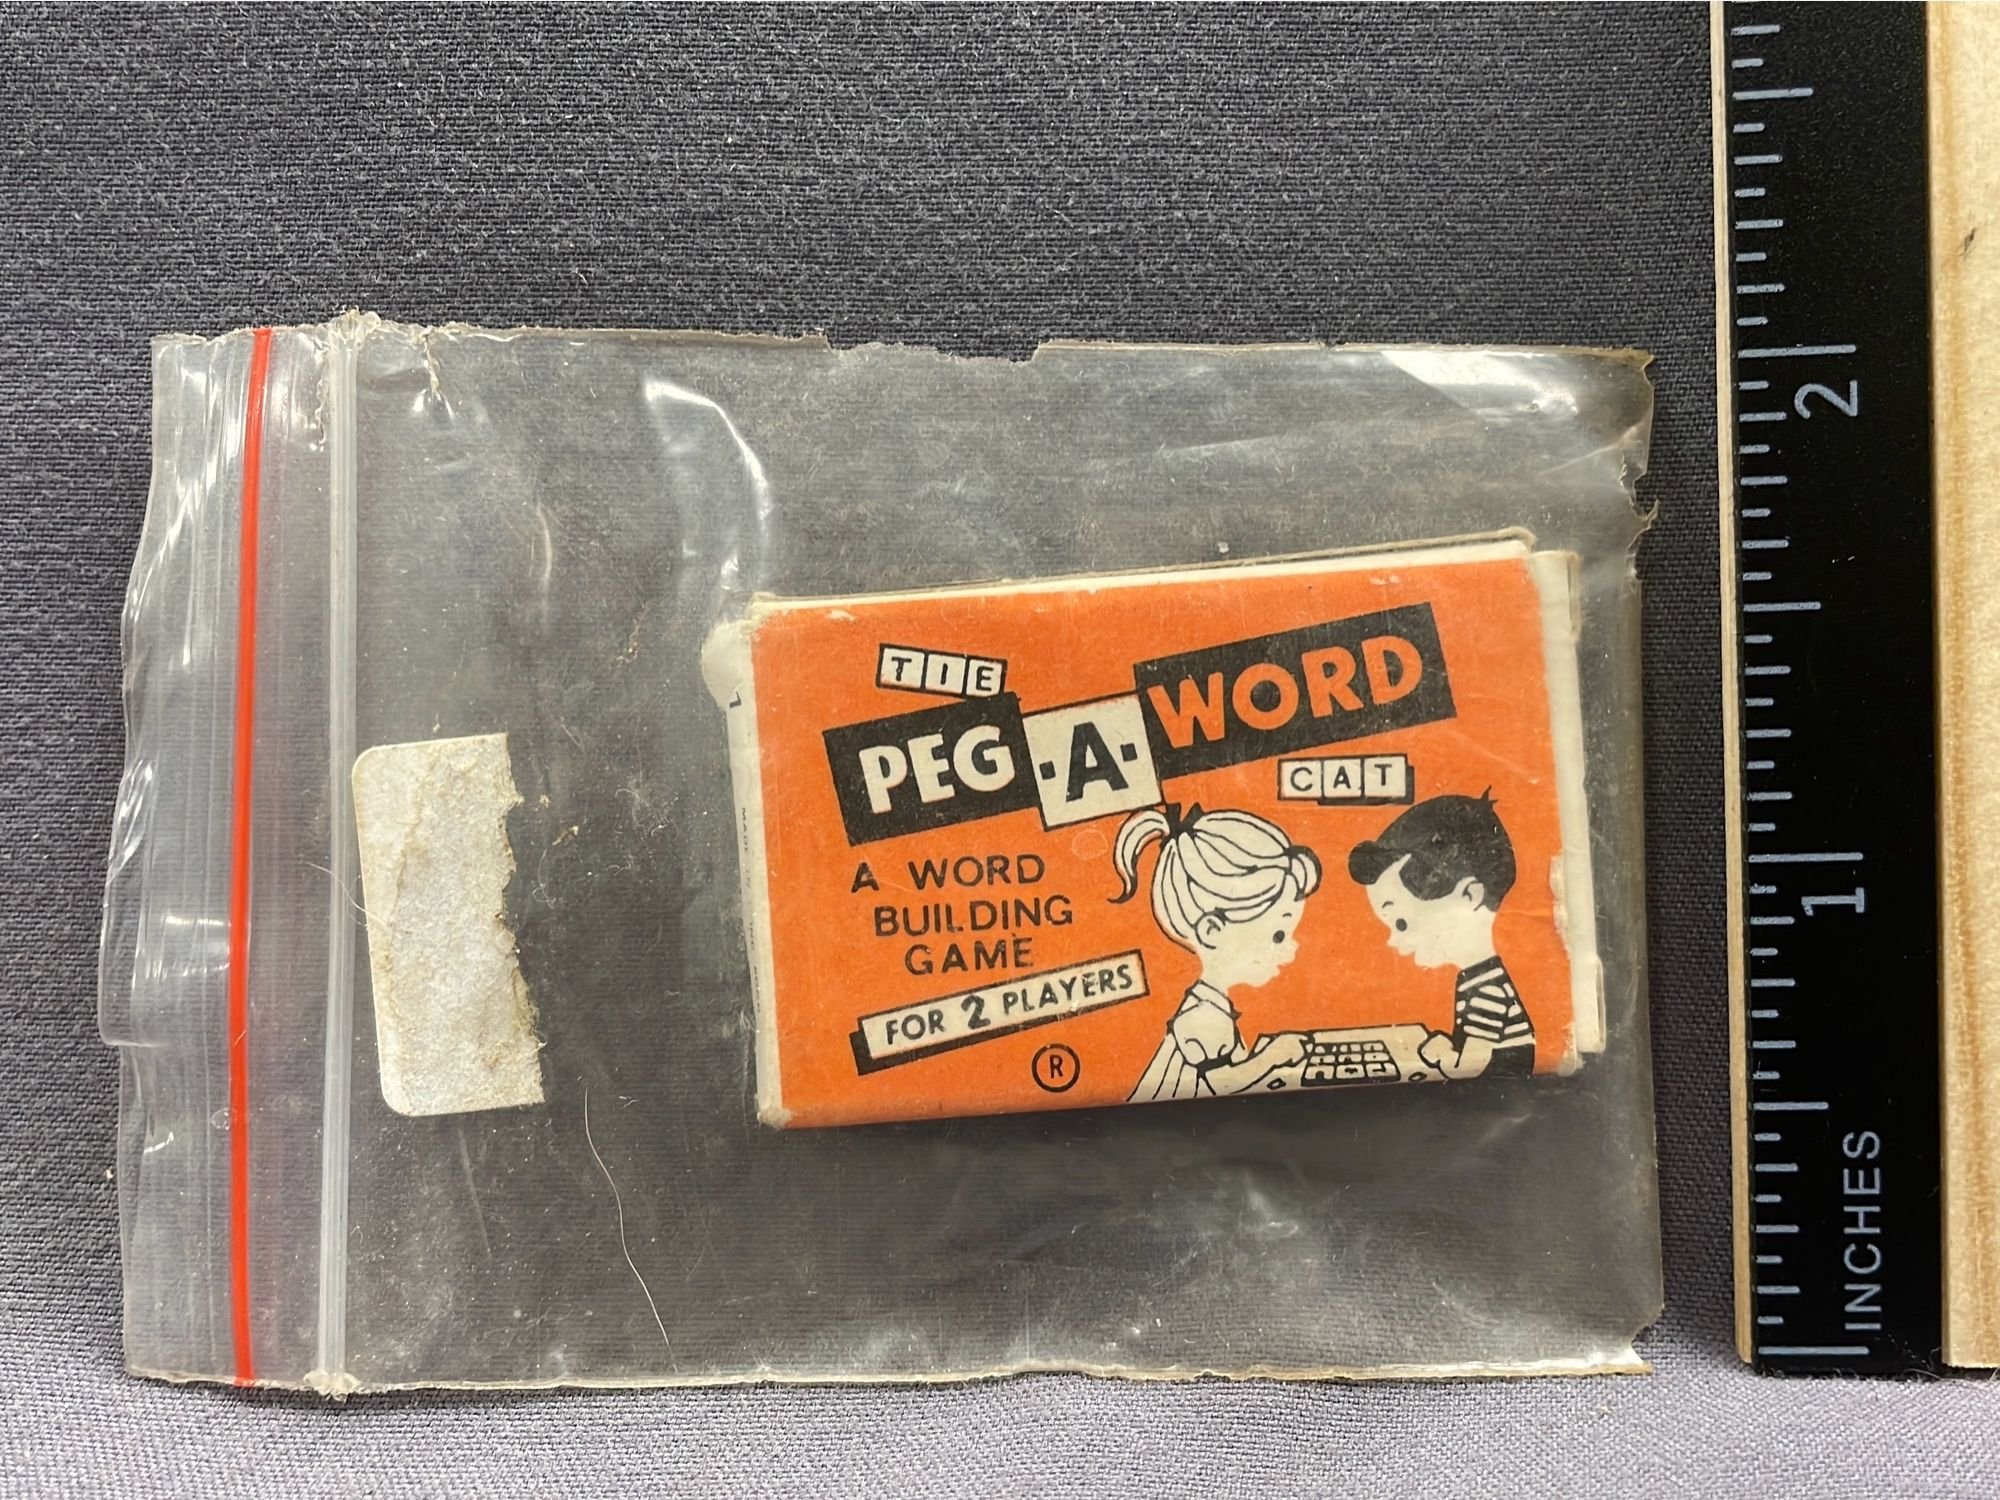 TIE
PEG·A·WORD
CAT
A WORD
BUILDING
GAME
FOR 2 PLAYERS
®
2
1
INCHES